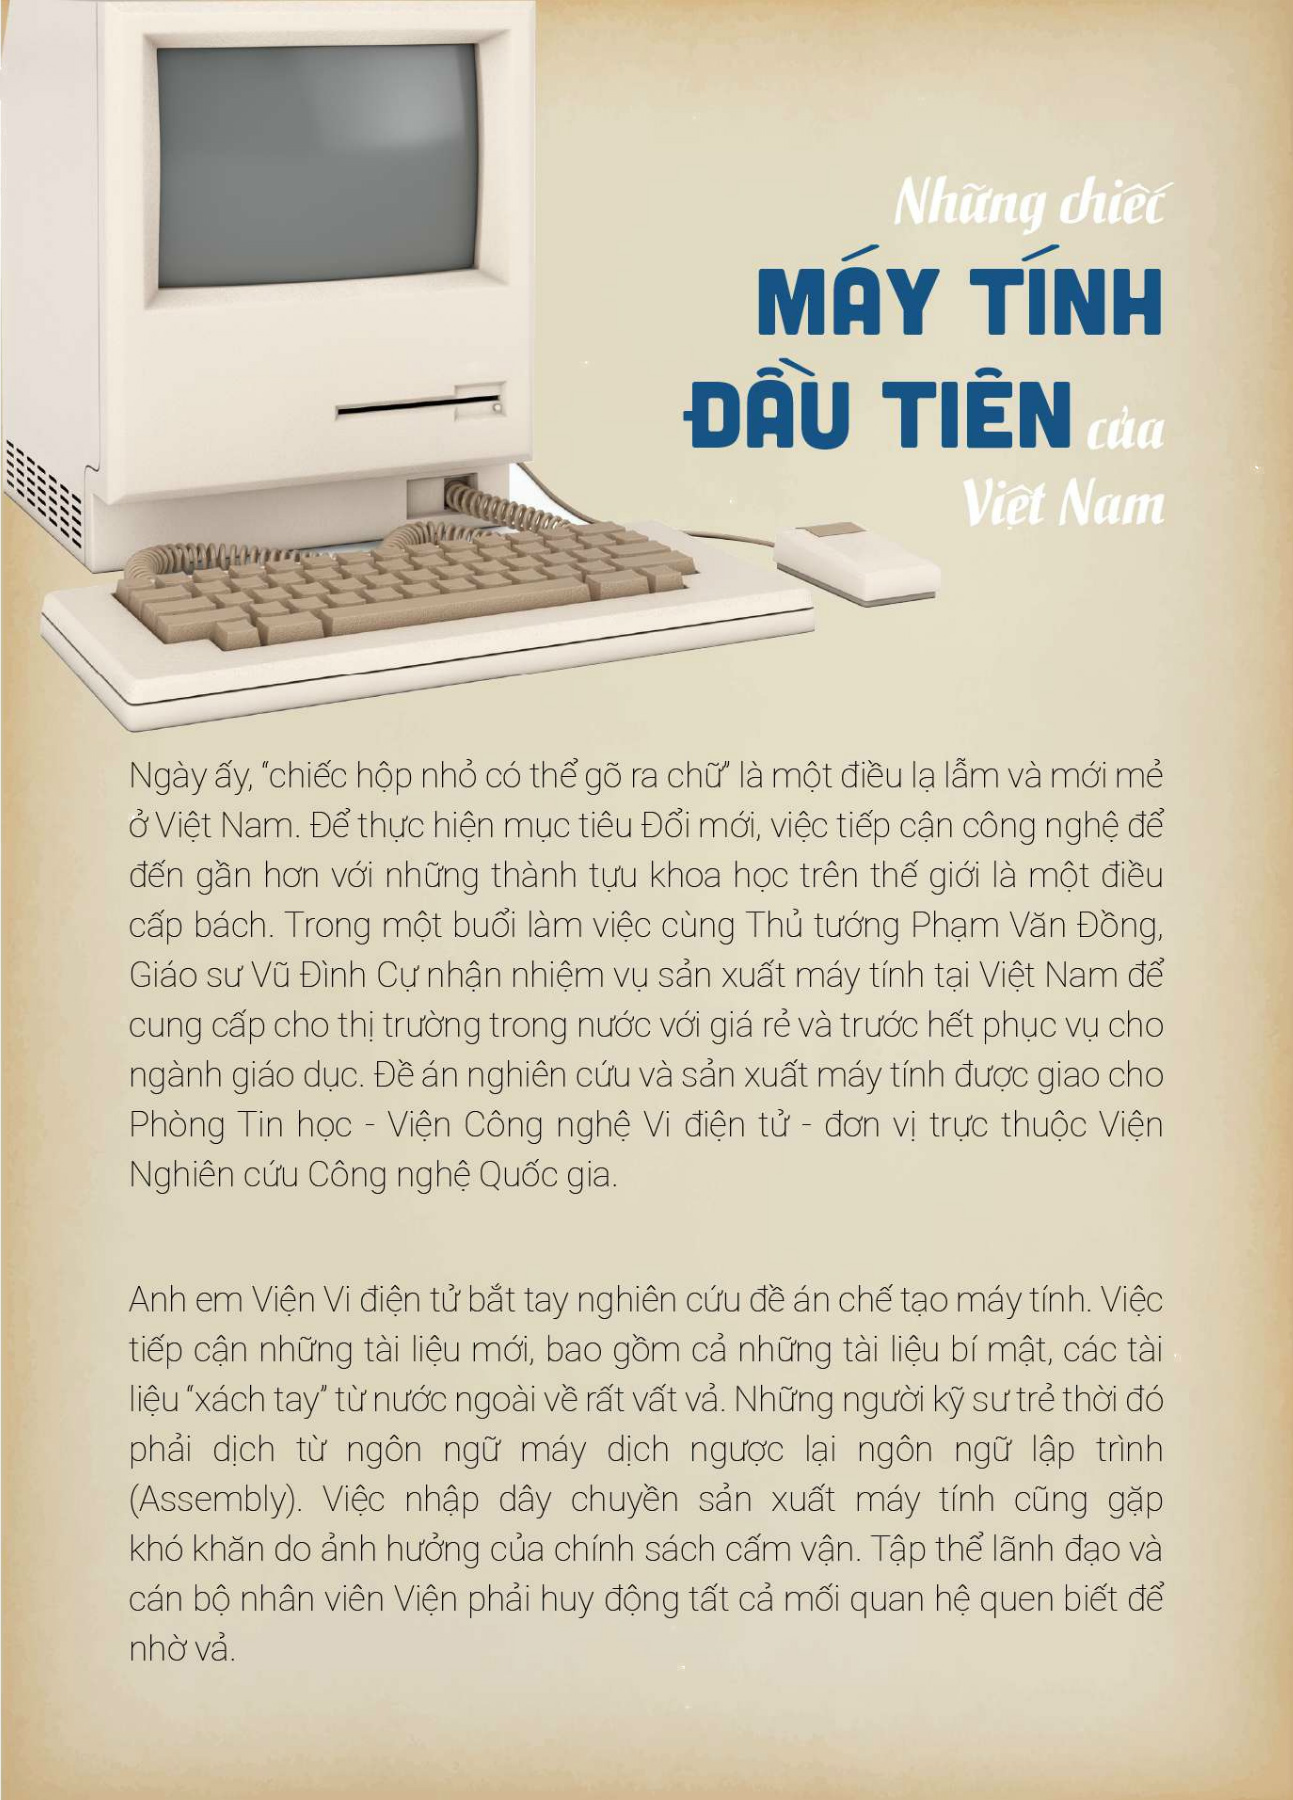 Những chiếc
MÁY TÍNH
ĐẦU TIÊN của
Việt Nam
Ngày ấy, “chiếc hộp nhỏ có thể gõ ra chữ” là một điều lạ lẫm và mới mẻ
ở Việt Nam. Để thực hiện mục tiêu Đổi mới, việc tiếp cận công nghệ để
đến gần hơn với những thành tựu khoa học trên thế giới là một điều
cấp bách. Trong một buổi làm việc cùng Thủ tướng Phạm Văn Đồng,
Giáo sư Vũ Đình Cự nhận nhiệm vụ sản xuất máy tính tại Việt Nam để
cung cấp cho thị trường trong nước với giá rẻ và trước hết phục vụ cho
ngành giáo dục. Đề án nghiên cứu và sản xuất máy tính được giao cho
Phòng Tin học - Viện Công nghệ Vi điện tử - đơn vị trực thuộc Viện
Nghiên cứu Công nghệ Quốc gia.
Anh em Viện Vi điện tử bắt tay nghiên cứu đề án chế tạo máy tính. Việc
tiếp cận những tài liệu mới, bao gồm cả những tài liệu bí mật, các tài
liệu “xách tay” từ nước ngoài về rất vất vả. Những người kỹ sư trẻ thời đó
phải dịch từ ngôn ngữ máy dịch ngược lại ngôn ngữ lập trình
(Assembly). Việc nhập dây chuyền sản xuất máy tính cũng gặp
khó khăn do ảnh hưởng của chính sách cấm vận. Tập thể lãnh đạo và
cán bộ nhân viên Viện phải huy động tất cả mối quan hệ quen biết để
nhờ vả.